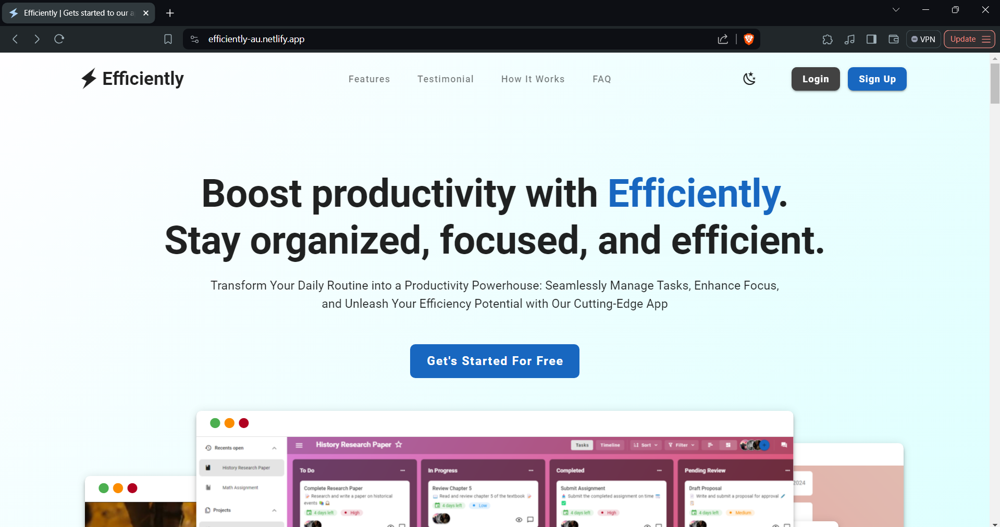 Efficiently | Gets started to our a
efficiently-au.netlify.app
VPN
Update
Efficiently
Features
Testimonial
How It Works
FAQ
Login
Sign Up
Boost productivity with Efficiently.
Stay organized, focused, and efficient.
Transform Your Daily Routine into a Productivity Powerhouse: Seamlessly Manage Tasks, Enhance Focus,
and Unleash Your Efficiency Potential with Our Cutting-Edge App
Get's Started For Free
Recents open
History Research Paper
Math Assignment
Projects
History Research Paper
Tasks
Timeline
Sort
Filter
To Do
Complete Research Paper
Research and write a paper on historical
events
4 days left
High
In Progress
Review Chapter 5
Read and review chapter 5 of the textbook
4 days left
Low
Completed
Submit Assignment
Submit the completed assignment on time
4 days left
High
Pending Review
Draft Proposal
Write and submit a proposal for approval
4 days left
Medium
2024